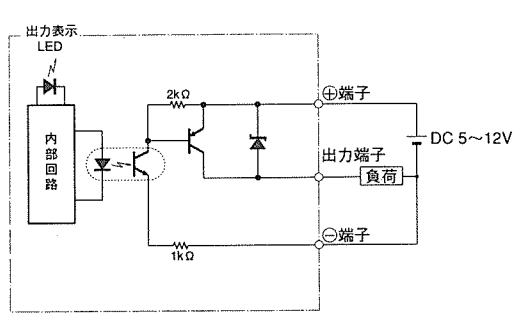 出力表示
LED
2kΩ
⊕端子
内部回路
DC 5～12V
出力端子
負荷
⊖端子
1kΩ